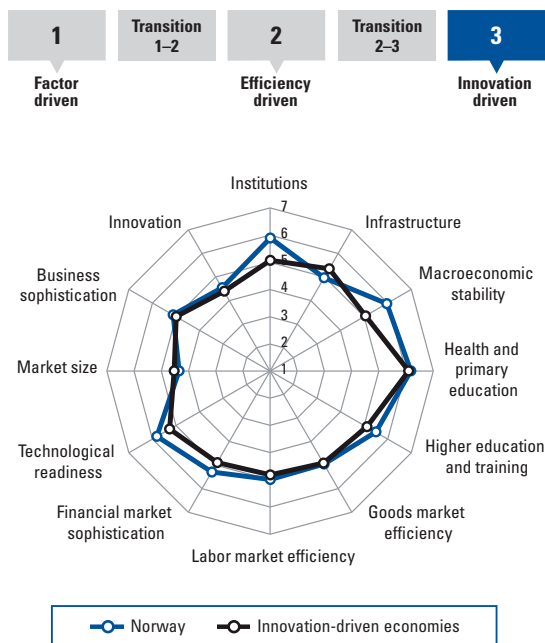 1
Transition
1–2
2
Transition
2–3
3
Factor
driven
Efficiency
driven
Innovation
driven
Institutions
Innovation
Infrastructure
Business
sophistication
Macroeconomic
stability
Market size
Health and
primary
education
Technological
readiness
Higher education
and training
Financial market
sophistication
Goods market
efficiency
Labor market efficiency
7
6
5
4
3
2
1
Norway
Innovation-driven economies